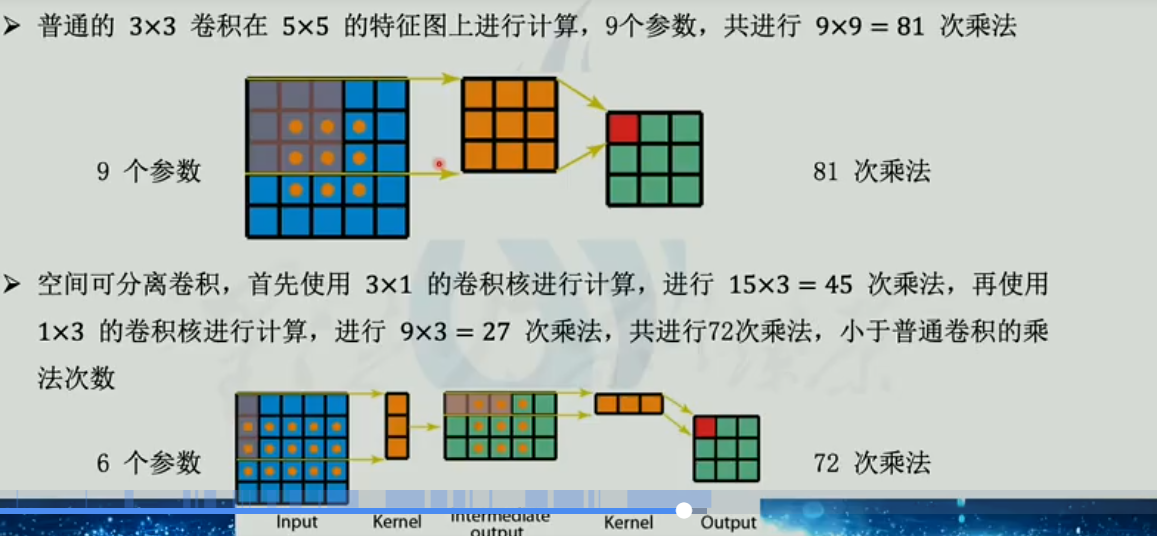 ➢ 普通的 3×3 卷积在 5×5 的特征图上进行计算，9个参数，共进行 9×9 = 81 次乘法
9 个参数
81 次乘法
➢ 空间可分离卷积，首先使用 3×1 的卷积核进行计算，进行 15×3 = 45 次乘法，再使用
1×3 的卷积核进行计算，进行 9×3 = 27 次乘法，共进行72次乘法，小于普通卷积的乘
法次数
6 个参数
72 次乘法
Input
Kernel
Intermediate
output
Kernel
Output